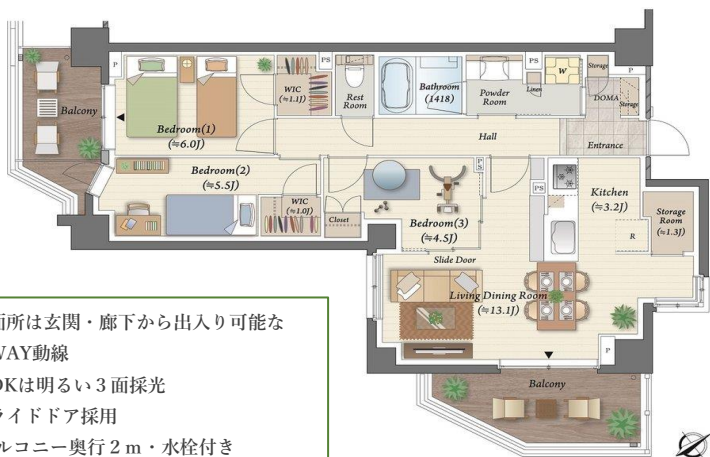 P
PS
PS
W
Storage
P
WIC
(≒1.1J)
Rest
Room
Bathroom
(1418)
Powder
Room
Linen
DOMA
Storage
Balcony
Bedroom(1)
(≒6.0J)
Hall
Entrance
Bedroom(2)
(≒5.5J)
PS
PS
Kitchen
(≒3.2J)
WIC
(≒1.0J)
Closet
Bedroom(3)
(≒4.5J)
R
Storage
Room
(≒1.3J)
Slide Door
Living Dining Room
(≒13.1J)
P
Balcony
面所は玄関・廊下から出入り可能な
WAY動線
DKは明るい３面採光
ライドドア採用
ルコニー奥行２ｍ・水栓付き